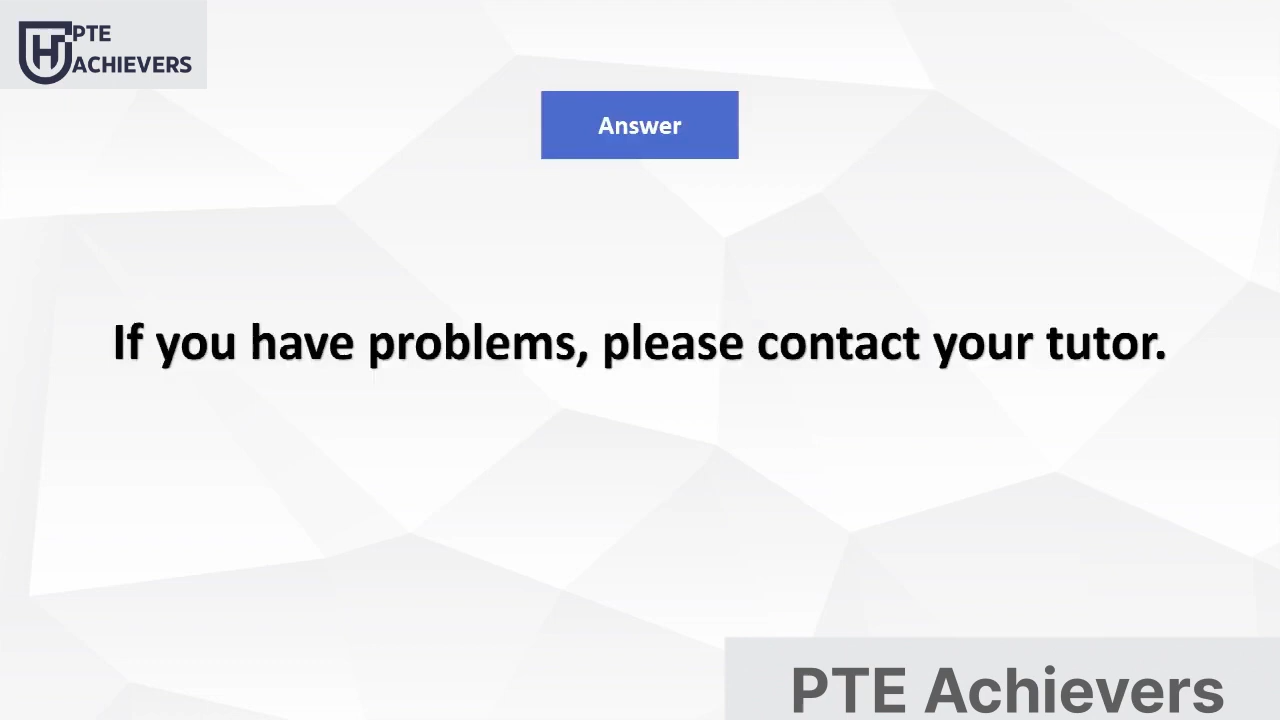 PTE
ACHIEVERS
Answer
If you have problems, please contact your tutor.
PTE Achievers